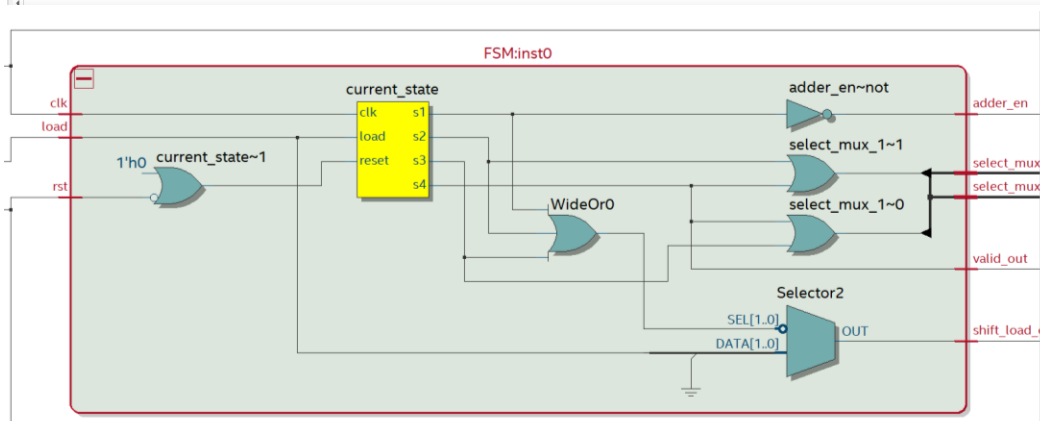 FSM:inst0
current_state
adder_en~not
clk
clk
s1
adder_en
load
load
s2
select_mux_1~1
1'h0
current_state~1
reset
s3
select_mux
rst
s4
select_mux
WideOr0
select_mux_1~0
valid_out
Selector2
SEL[1..0]
OUT
shift_load_
DATA[1..0]